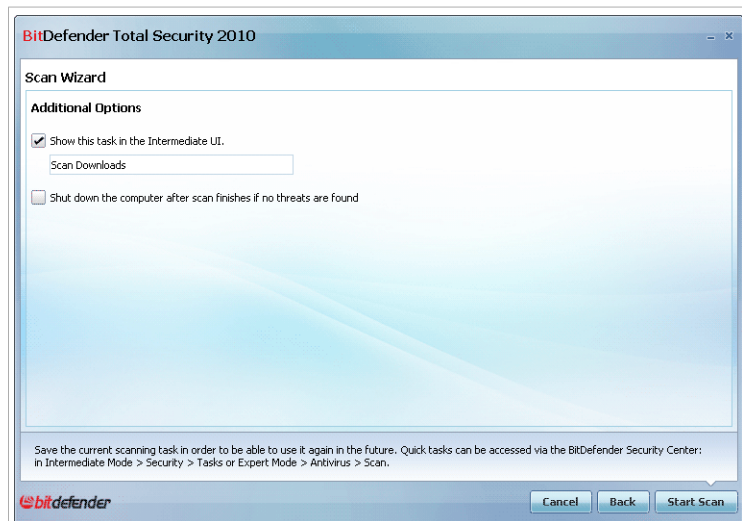 BitDefender Total Security 2010
Scan Wizard
Additional Options
Show this task in the Intermediate UI.
Scan Downloads
Shut down the computer after scan finishes if no threats are found
Save the current scanning task in order to be able to use it again in the future. Quick tasks can be accessed via the BitDefender Security Center:
in Intermediate Mode > Security > Tasks or Expert Mode > Antivirus > Scan.
bitdefender
Cancel Back Start Scan